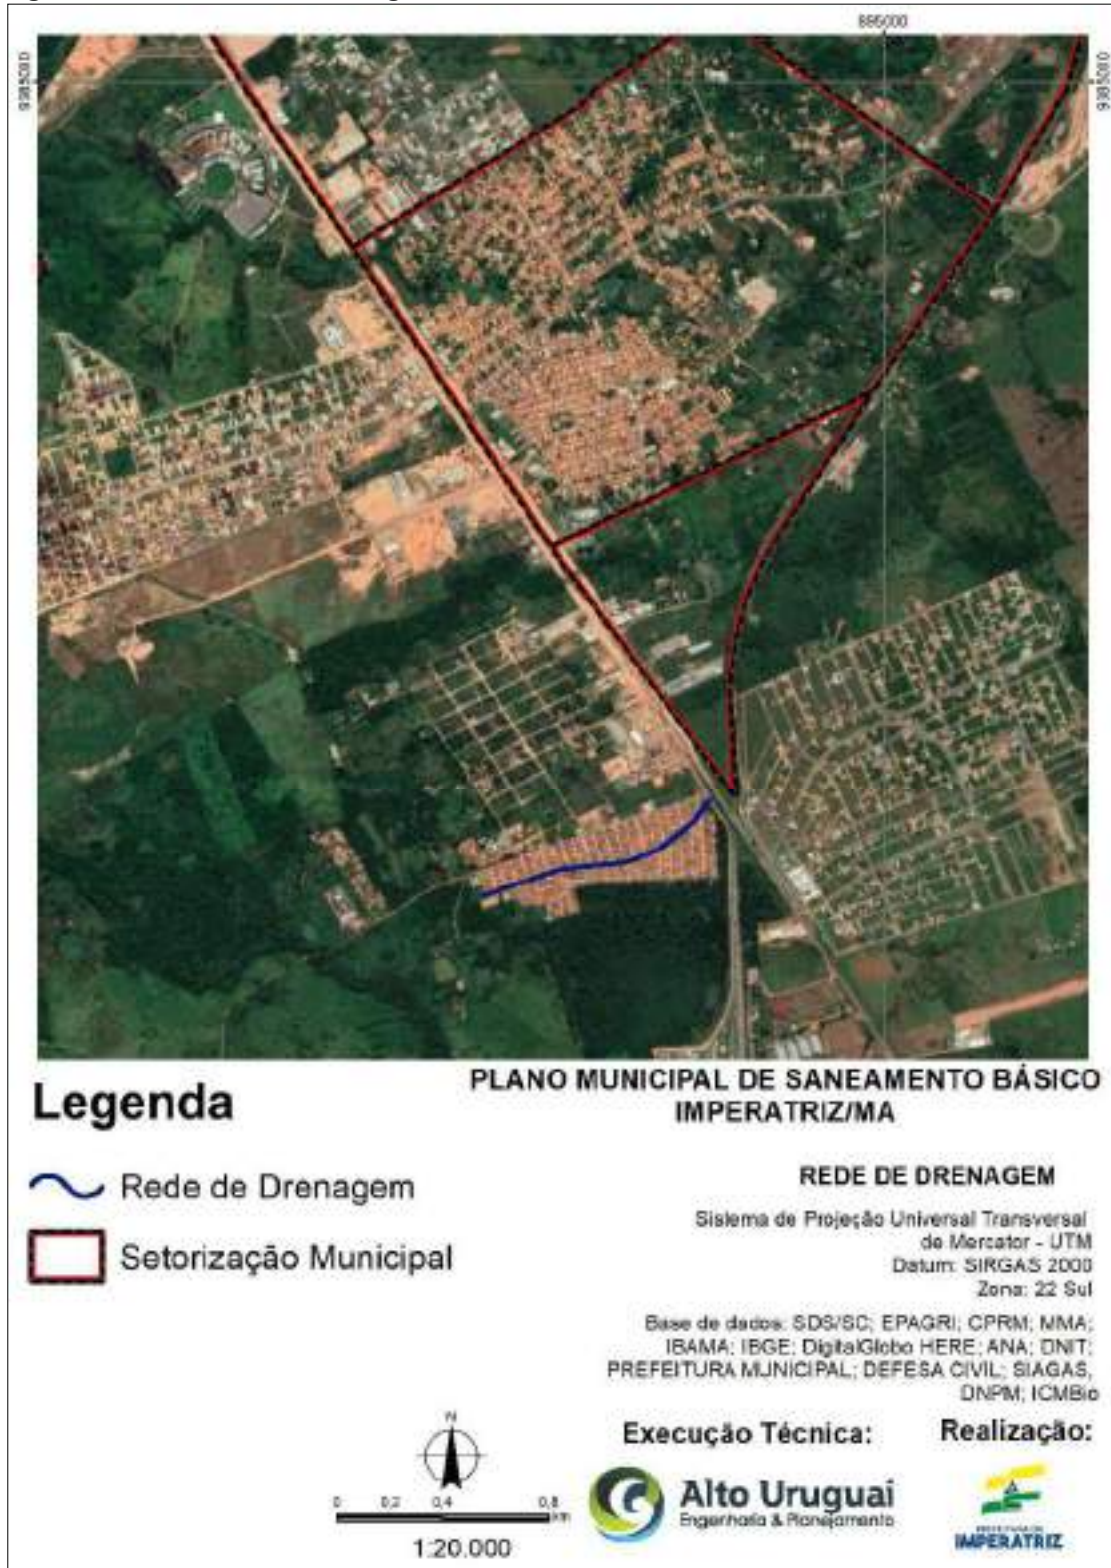 895000
9385000
9385000
Legenda
Rede de Drenagem
Setorização Municipal
PLANO MUNICIPAL DE SANEAMENTO BÁSICO
IMPERATRIZ/MA
REDE DE DRENAGEM
Sistema de Projeção Universal Transversal
de Mercator - UTM
Datum: SIRGAS 2000
Zona: 22 Sul
Base de dados: SDS/SC; EPAGRI; CPRM; MMA;
IBAMA; IBGE; DigitalGlobo HERE; ANA; DNIT;
PREFEITURA MUNICIPAL; DEFESA CIVIL; SIAGAS,
DNPM; ICMBio
N
0 0,2 0,4 0,8
km
1:20.000
Execução Técnica:
Alto Uruguai
Engenharia & Planejamento
Realização:
PREFEITURA DE
IMPERATRIZ